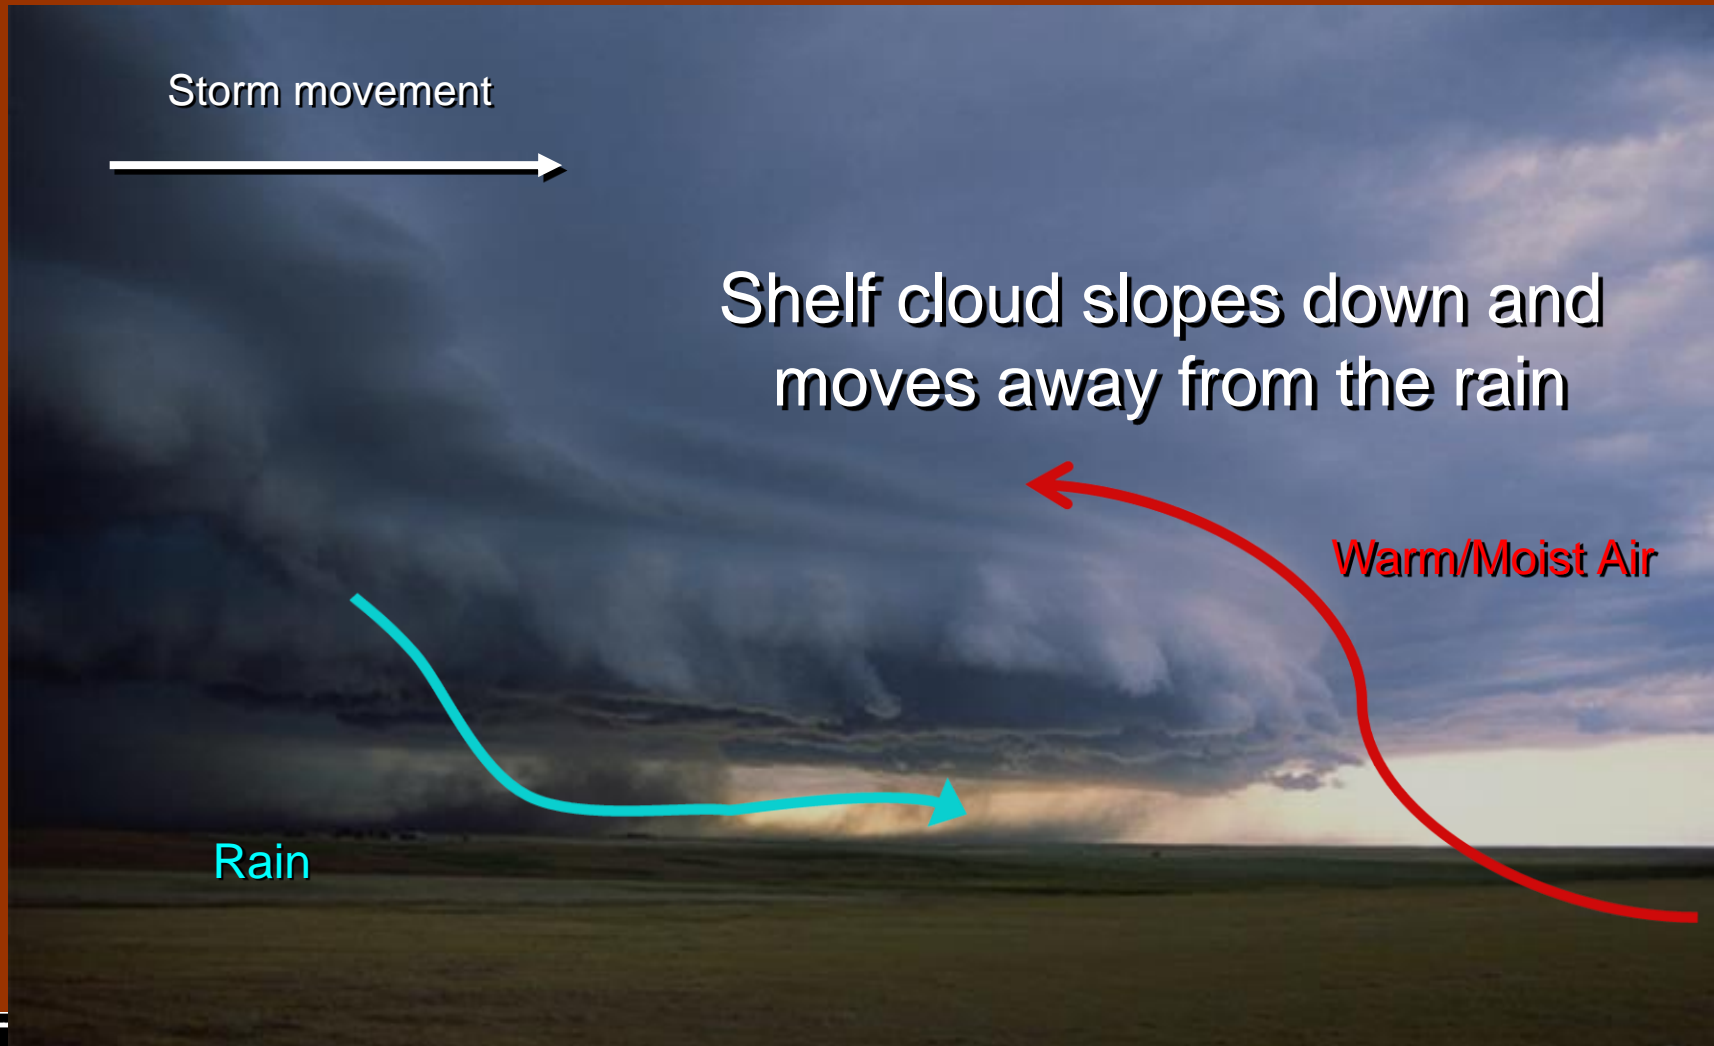 Storm movement
Shelf cloud slopes down and
moves away from the rain
Warm/Moist Air
Rain